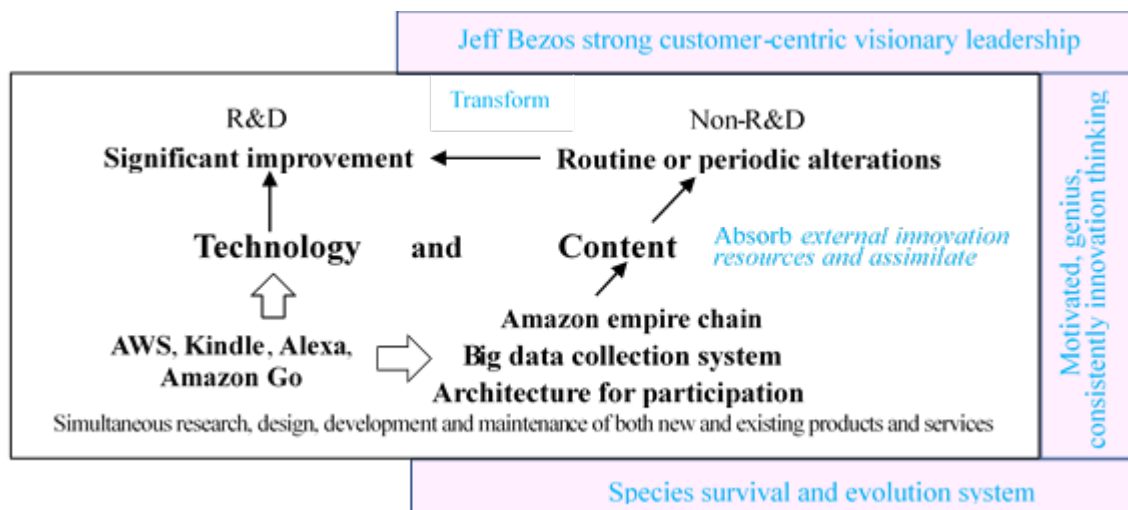 Jeff Bezos strong customer-centric visionary leadership
Transform
R&D
Non-R&D
Significant improvement
Routine or periodic alterations
Technology and Content
Absorb external innovation
resources and assimilate
Amazon empire chain
AWS, Kindle, Alexa,
Amazon Go
Big data collection system
Architecture for participation
Simultaneous research, design, development and maintenance of both new and existing products and services
Motivated, genius,
consistently innovation thinking
Species survival and evolution system